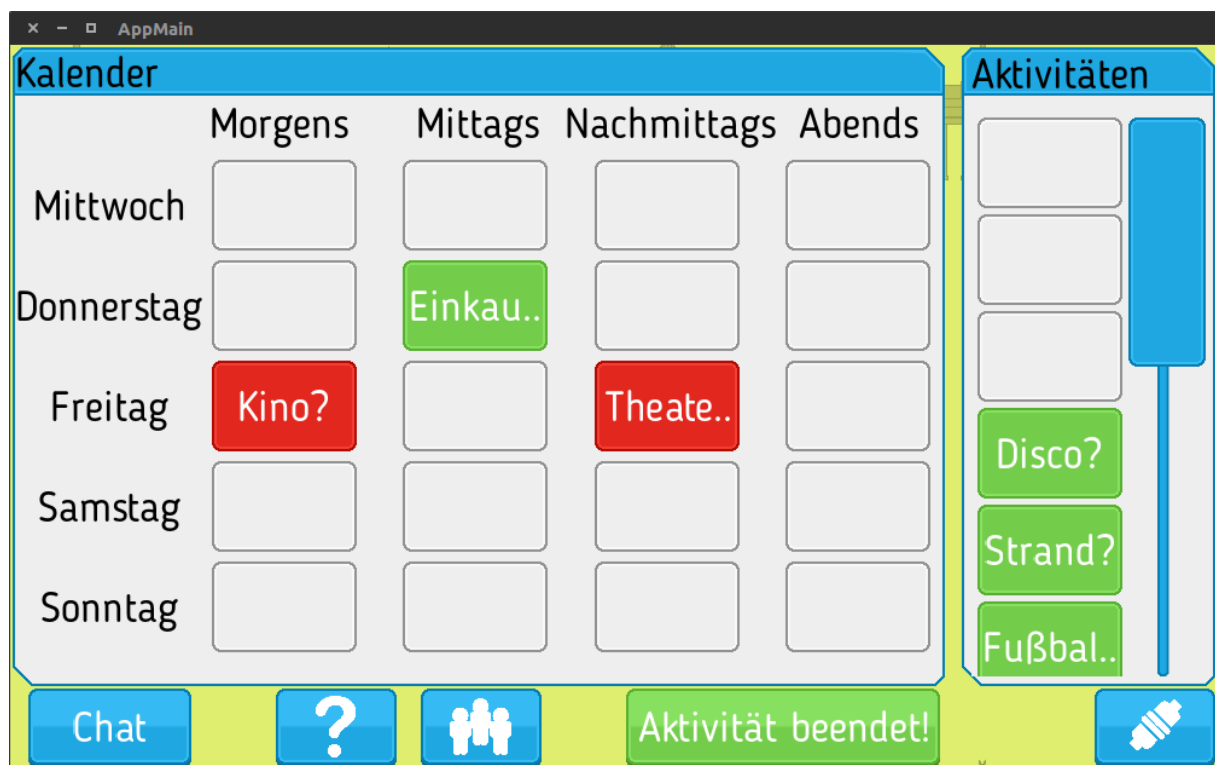 AppMain
Kalender
Aktivitäten
Morgens Mittags Nachmittags Abends
Mittwoch
Donnerstag Einkau..
Freitag Kino? Theate..
Samstag
Sonntag
Disco?
Strand?
Fußbal..
Chat ? Aktivität beendet!